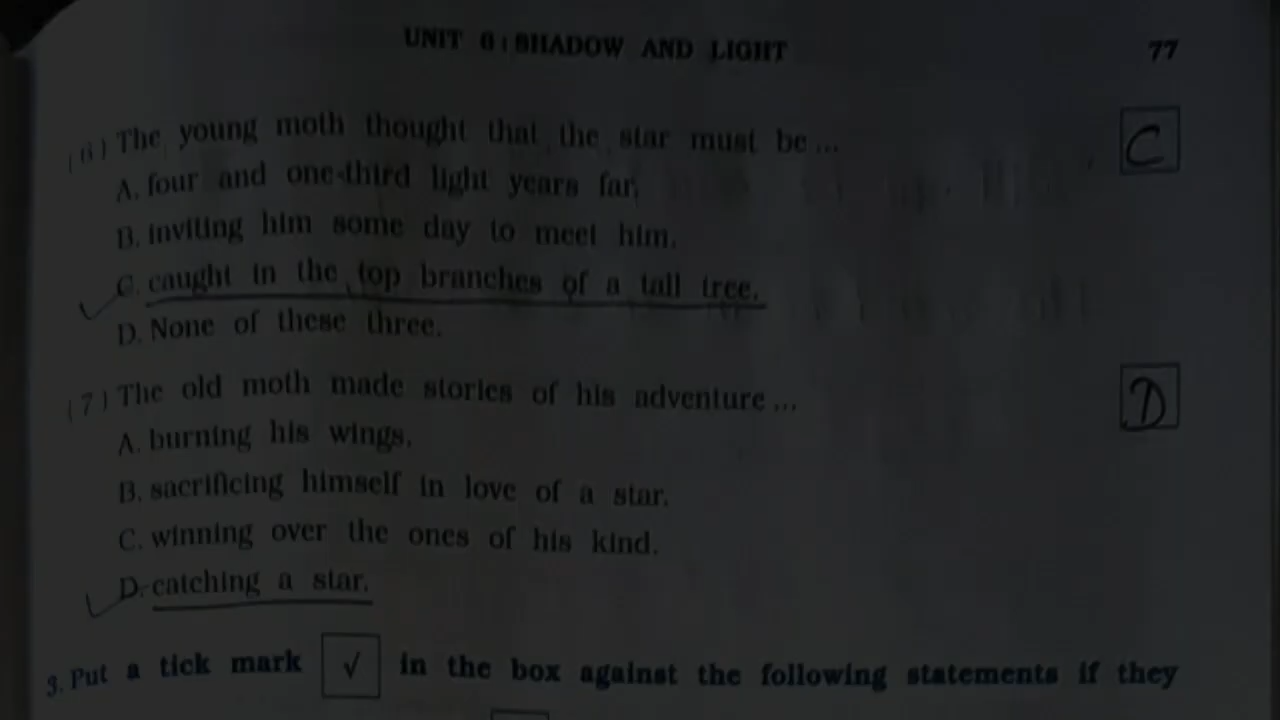 UNIT 6 : SHADOW AND LIGHT 77
(6) The young moth thought that the star must be ... C
A. four and one-third light years far.
B. inviting him some day to meet him.
C. caught in the top branches of a tall tree.
D. None of these three.
(7) The old moth made stories of his adventure ... D
A. burning his wings.
B. sacrificing himself in love of a star.
C. winning over the ones of his kind.
D. catching a star.
3. Put a tick mark √ in the box against the following statements if they